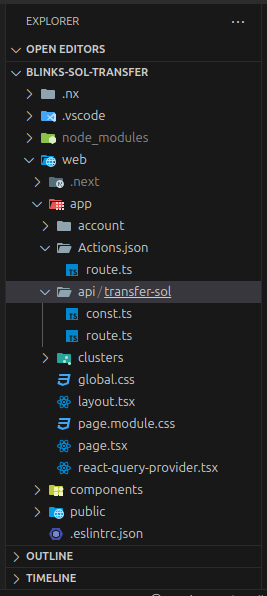 EXPLORER
OPEN EDITORS
BLINKS-SOL-TRANSFER
.nx
.vscode
node_modules
web
.next
app
account
Actions.json
route.ts
api/transfer-sol
const.ts
route.ts
clusters
global.css
layout.tsx
page.module.css
page.tsx
react-query-provider.tsx
components
public
.eslintrc.json
OUTLINE
TIMELINE